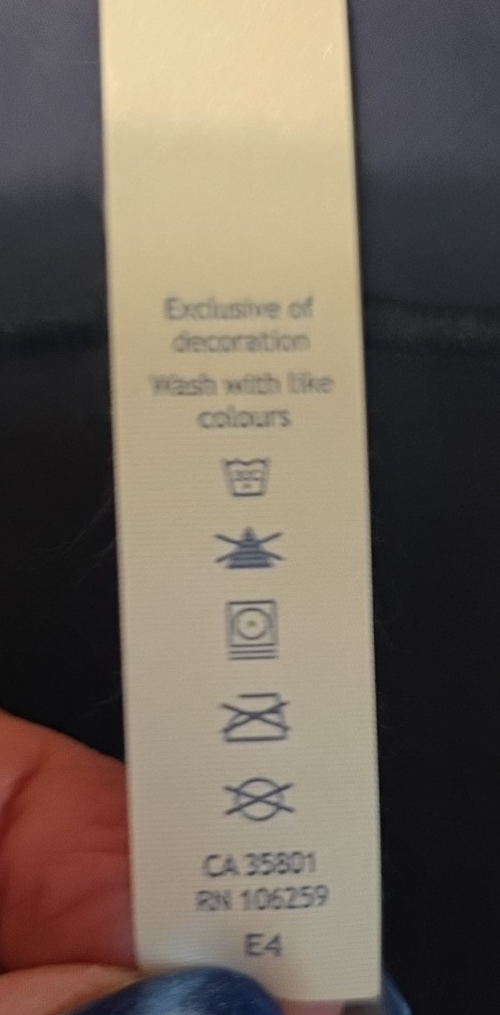 Exclusive of
decoration
Wash with like
colours
CA 35801
RN 106259
E4